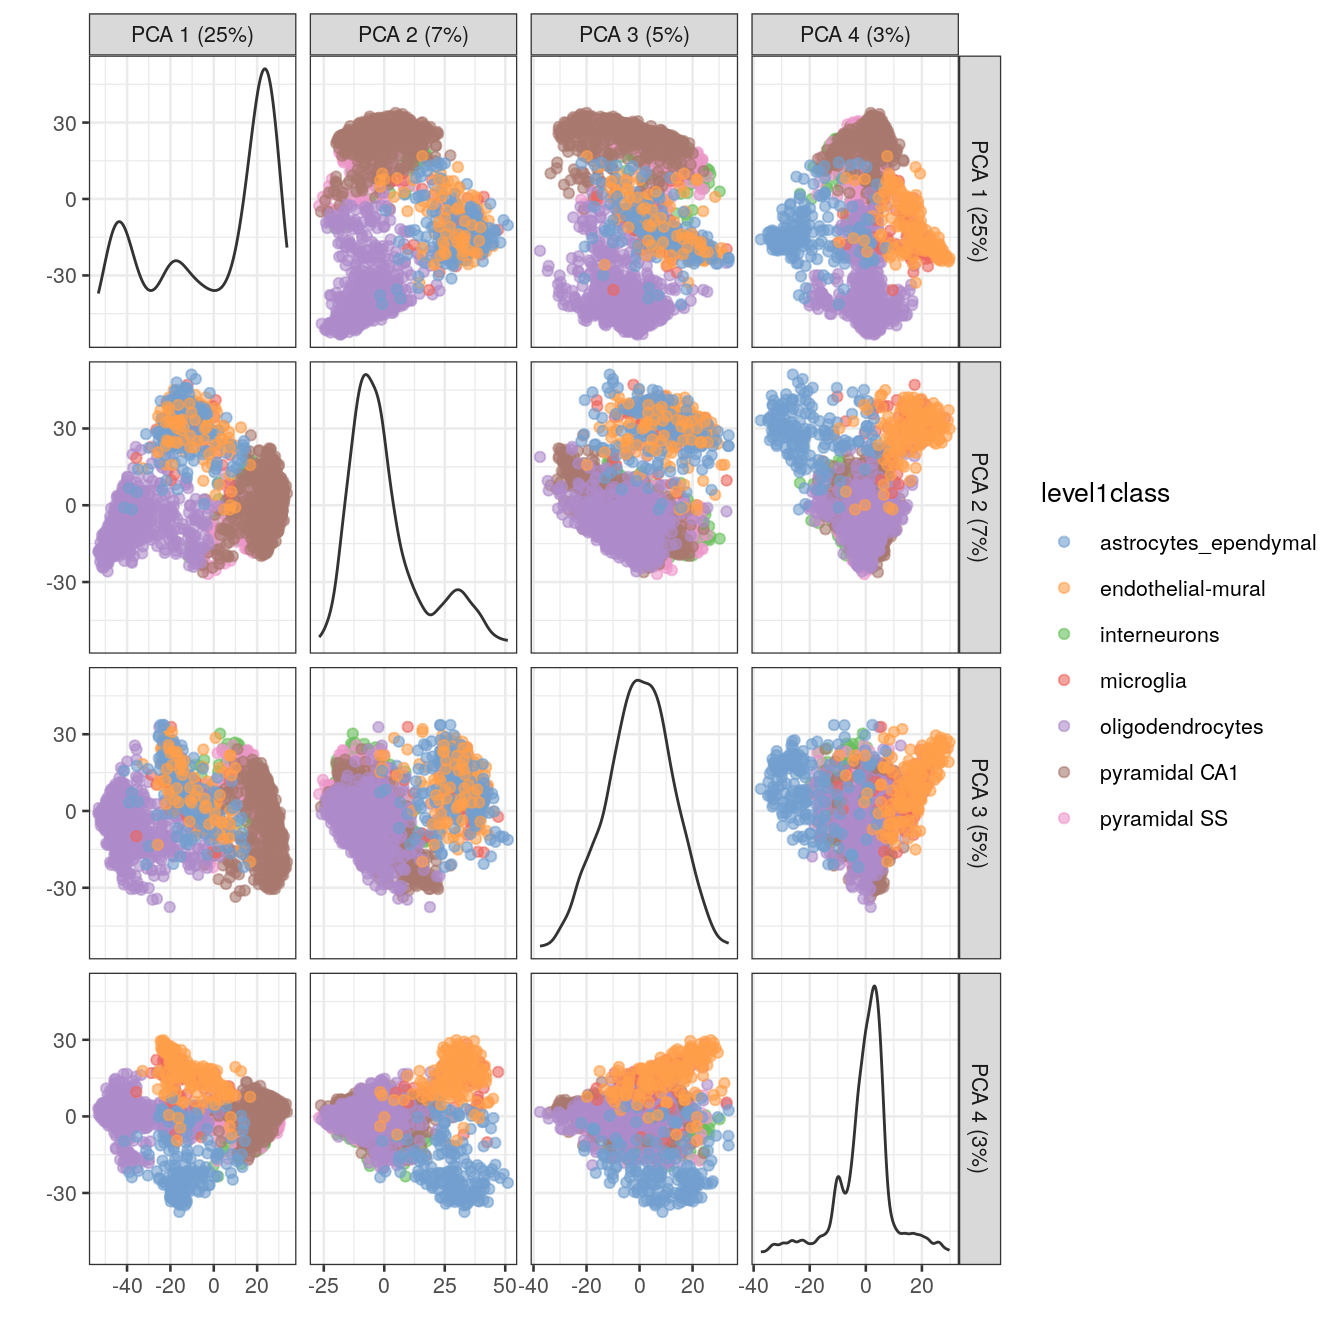 PCA 1 (25%)
PCA 2 (7%)
PCA 3 (5%)
PCA 4 (3%)
30
0
-30
PCA 1 (25%)
30
0
-30
PCA 2 (7%)
30
0
-30
PCA 3 (5%)
30
0
-30
PCA 4 (3%)
-40 -20 0 20
-25 0 25 50
-40 -20 0 20
-40 -20 0 20
level1class
astrocytes_ependymal
endothelial-mural
interneurons
microglia
oligodendrocytes
pyramidal CA1
pyramidal SS